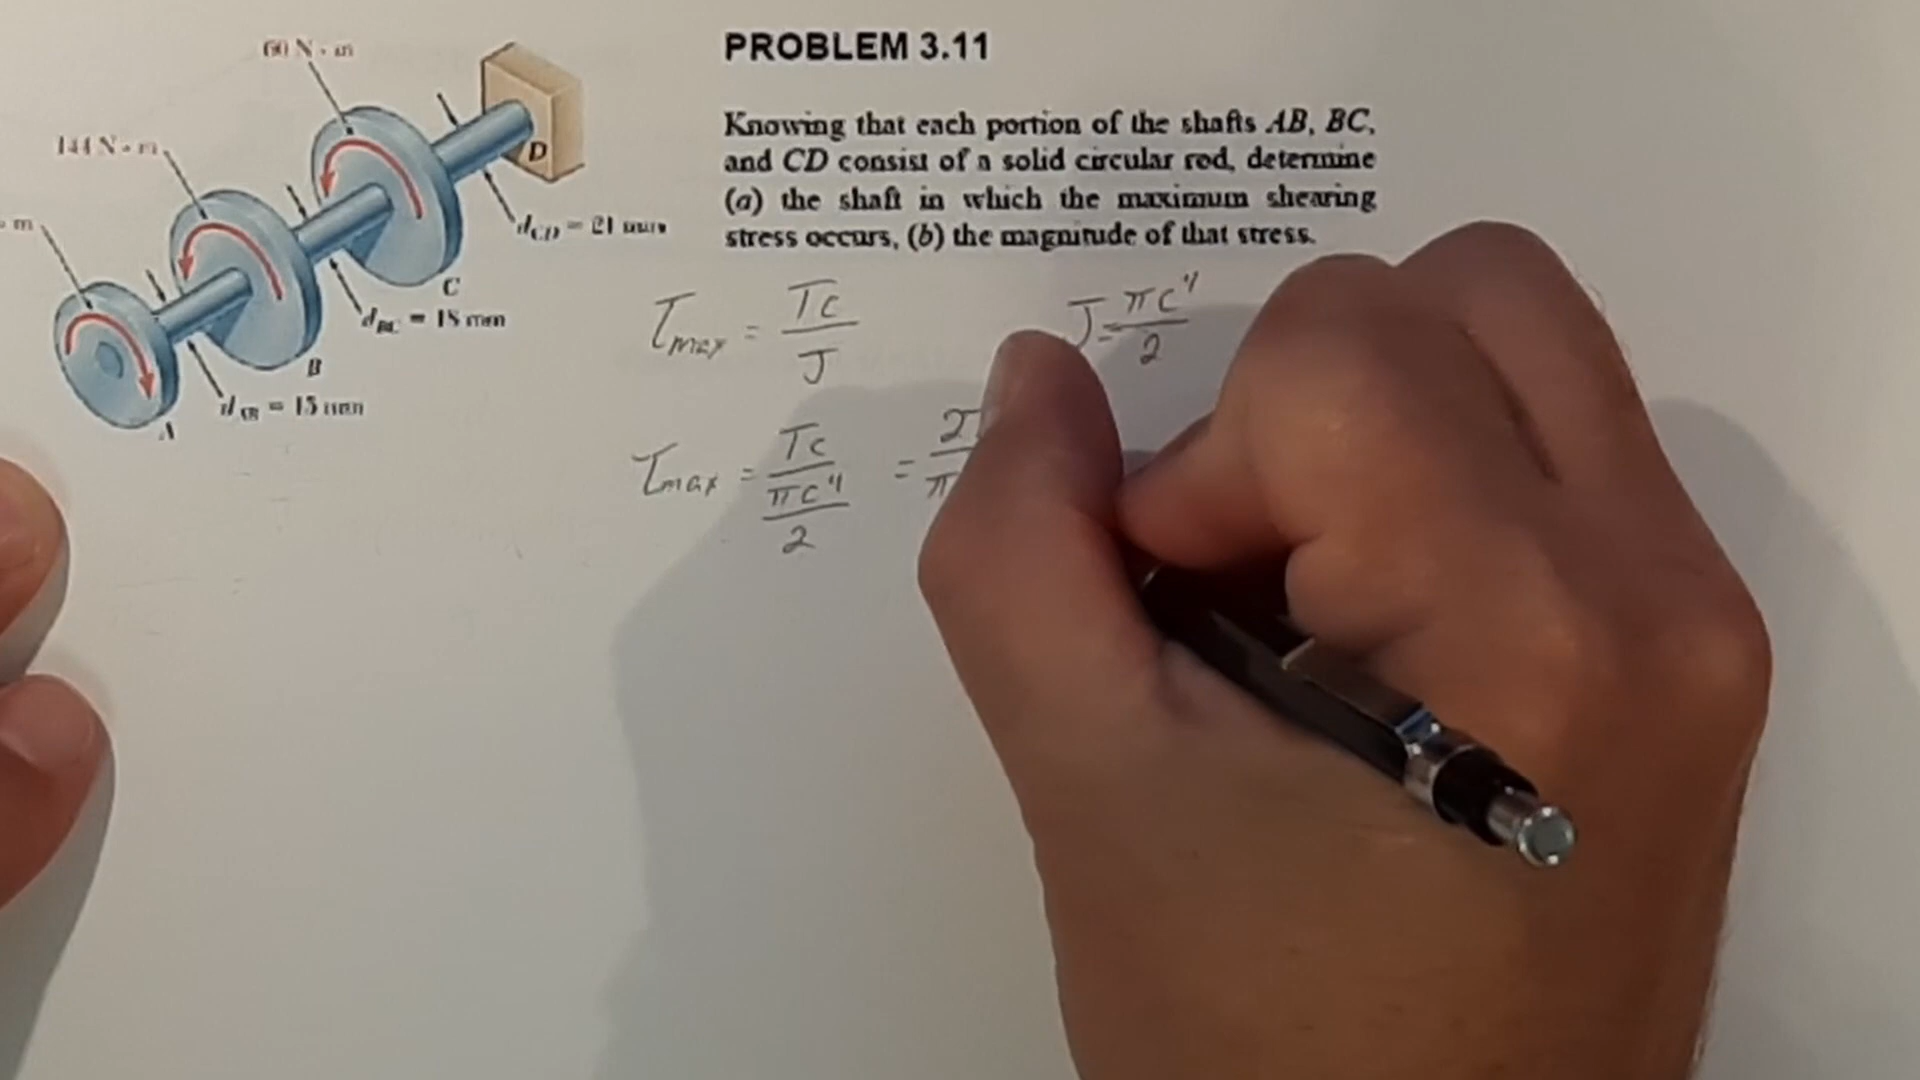 PROBLEM 3.11
Knowing that each portion of the shafts AB, BC,
and CD consist of a solid circular rod, determine
(a) the shaft in which the maximum shearing
stress occurs, (b) the magnitude of that stress.
60 N · m
144 N · m
m
D
d_CD = 21 mm
C
d_BC = 18 mm
B
d_AB = 15 mm
A
τmax = Tc / J
J = πc⁴ / 2
τmax = Tc / (πc⁴ / 2) = 2T / π